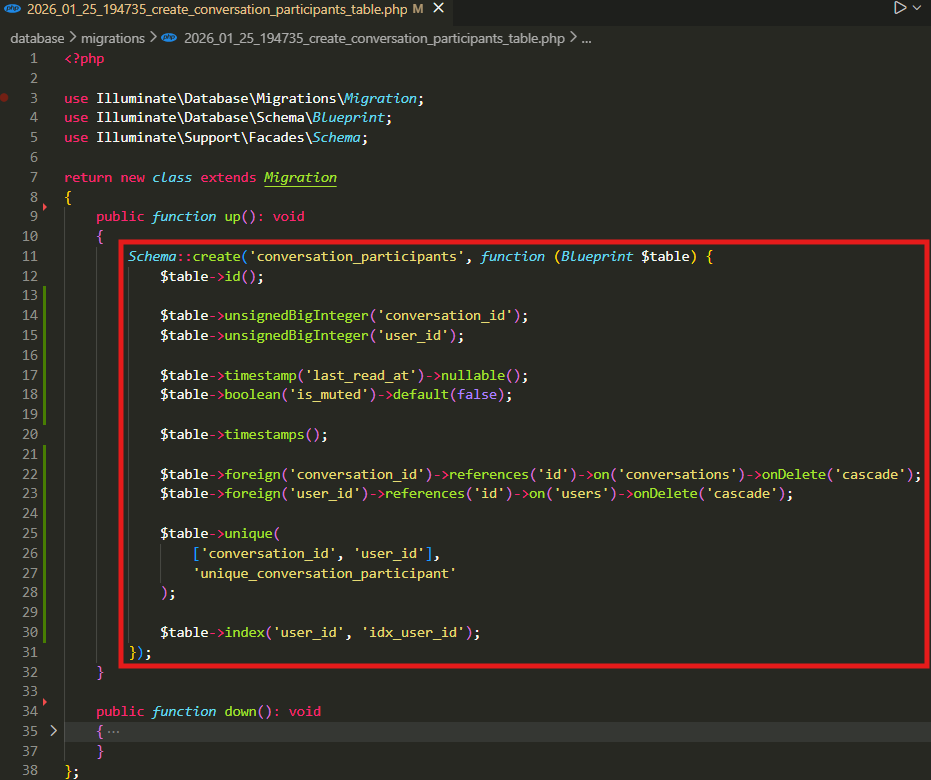 php 2026_01_25_194735_create_conversation_participants_table.php M ×
database > migrations > php 2026_01_25_194735_create_conversation_participants_table.php > ...
1 <?php
2
3 use Illuminate\Database\Migrations\Migration;
4 use Illuminate\Database\Schema\Blueprint;
5 use Illuminate\Support\Facades\Schema;
6
7 return new class extends Migration
8 {
9     public function up(): void
10     {
11         Schema::create('conversation_participants', function (Blueprint $table) {
12             $table->id();
13
14             $table->unsignedBigInteger('conversation_id');
15             $table->unsignedBigInteger('user_id');
16
17             $table->timestamp('last_read_at')->nullable();
18             $table->boolean('is_muted')->default(false);
19
20             $table->timestamps();
21
22             $table->foreign('conversation_id')->references('id')->on('conversations')->onDelete('cascade');
23             $table->foreign('user_id')->references('id')->on('users')->onDelete('cascade');
24
25             $table->unique(
26                 ['conversation_id', 'user_id'],
27                 'unique_conversation_participant'
28             );
29
30             $table->index('user_id', 'idx_user_id');
31         });
32     }
33
34     public function down(): void
35     { ...
37     }
38 };